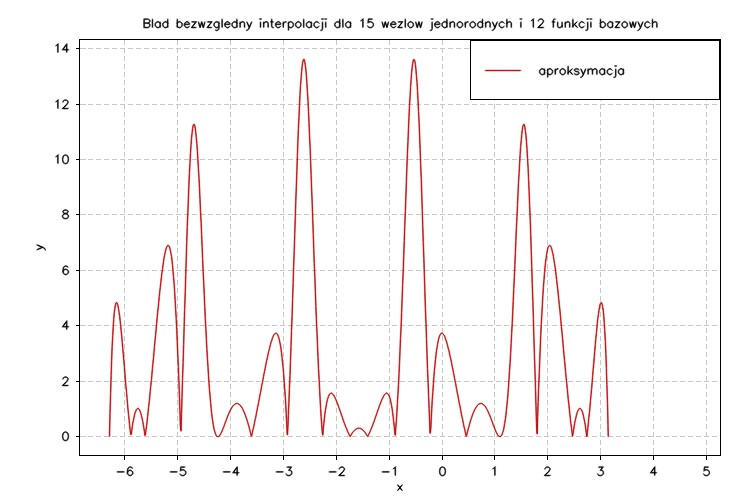 Blad bezwzgledny interpolacji dla 15 wezlow jednorodnych i 12 funkcji bazowych
aproksymacja
14
12
10
8
6
4
2
0
y
-6 -5 -4 -3 -2 -1 0 1 2 3 4 5
x